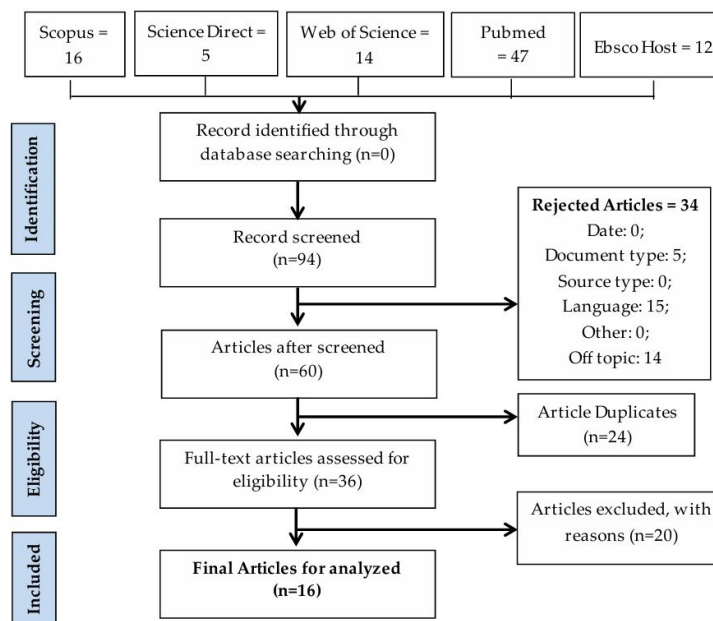 Scopus =
16
Science Direct =
5
Web of Science =
14
Pubmed
= 47
Ebsco Host = 12
Identification
Record identified through
database searching (n=0)
Record screened
(n=94)
Rejected Articles = 34
Date: 0;
Document type: 5;
Source type: 0;
Language: 15;
Other: 0;
Off topic: 14
Screening
Articles after screened
(n=60)
Article Duplicates
(n=24)
Eligibility
Full-text articles assessed for
eligibility (n=36)
Articles excluded, with
reasons (n=20)
Included
Final Articles for analyzed
(n=16)